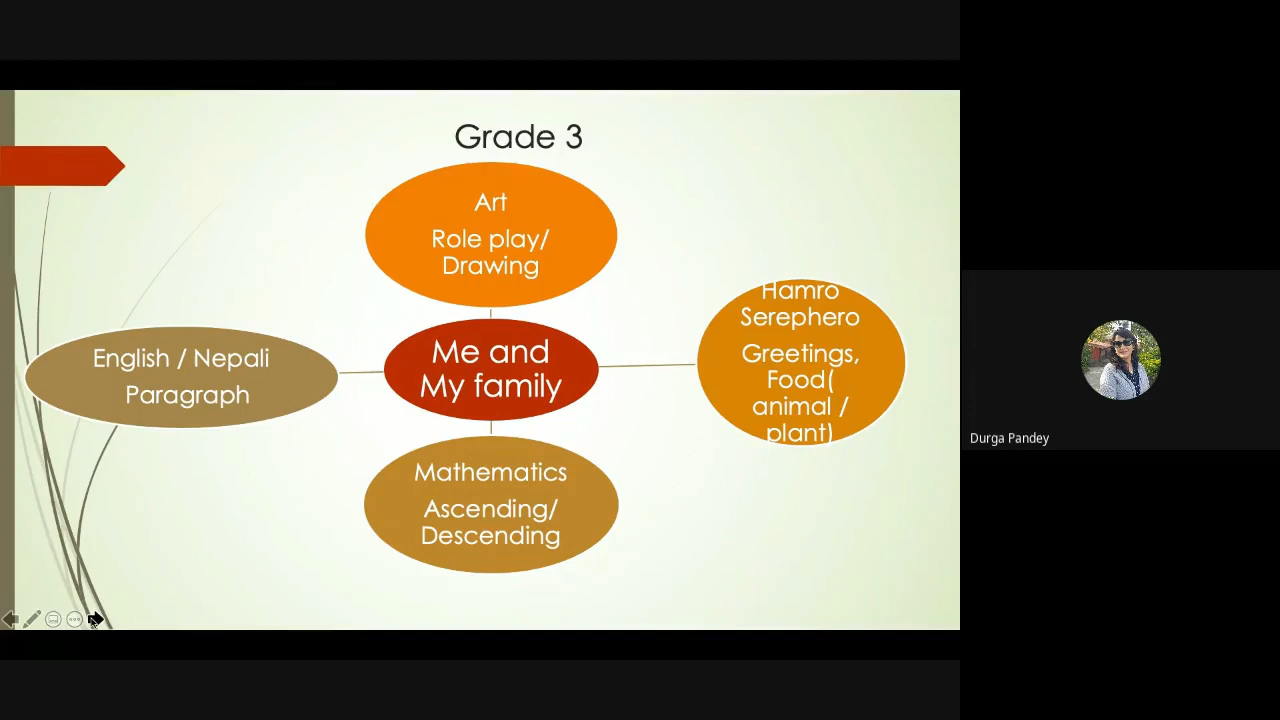 Grade 3
Art
Role play/
Drawing
English / Nepali
Paragraph
Me and
My family
Hamro
Serephero
Greetings,
Food(
animal /
plant)
Mathematics
Ascending/
Descending
Durga Pandey